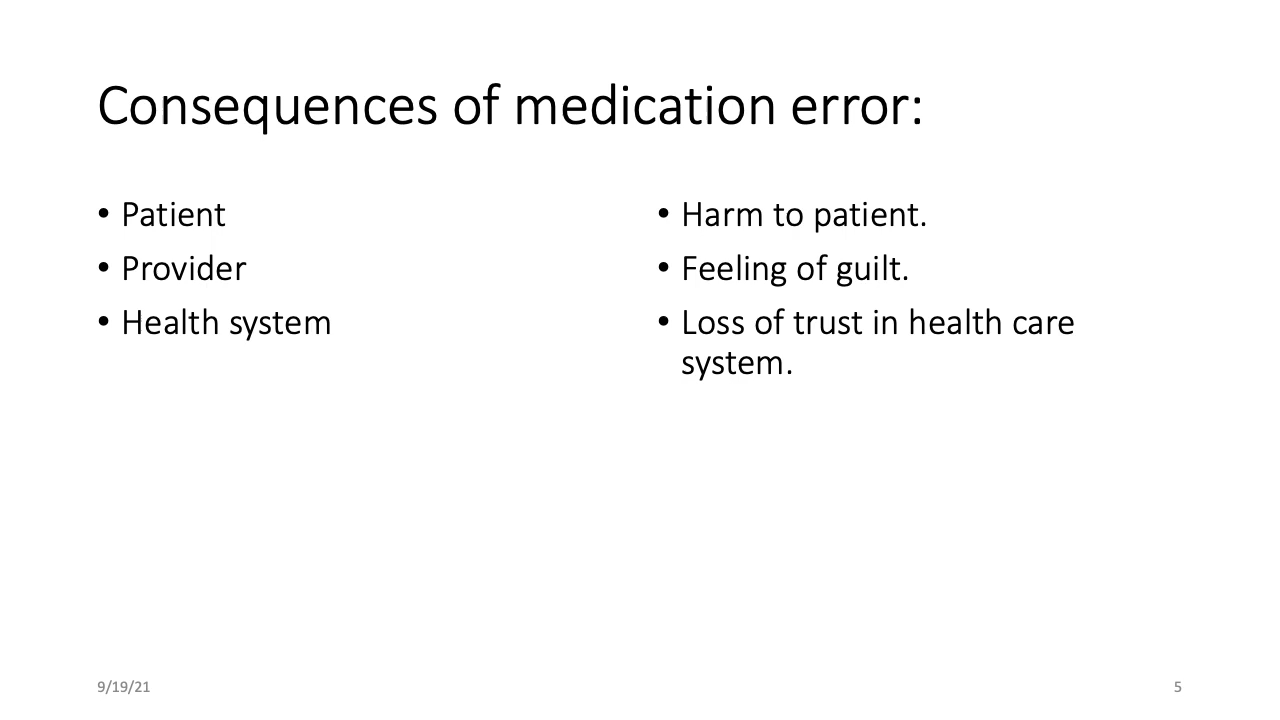 Consequences of medication error:
• Patient
• Provider
• Health system
• Harm to patient.
• Feeling of guilt.
• Loss of trust in health care
system.
9/19/21
5